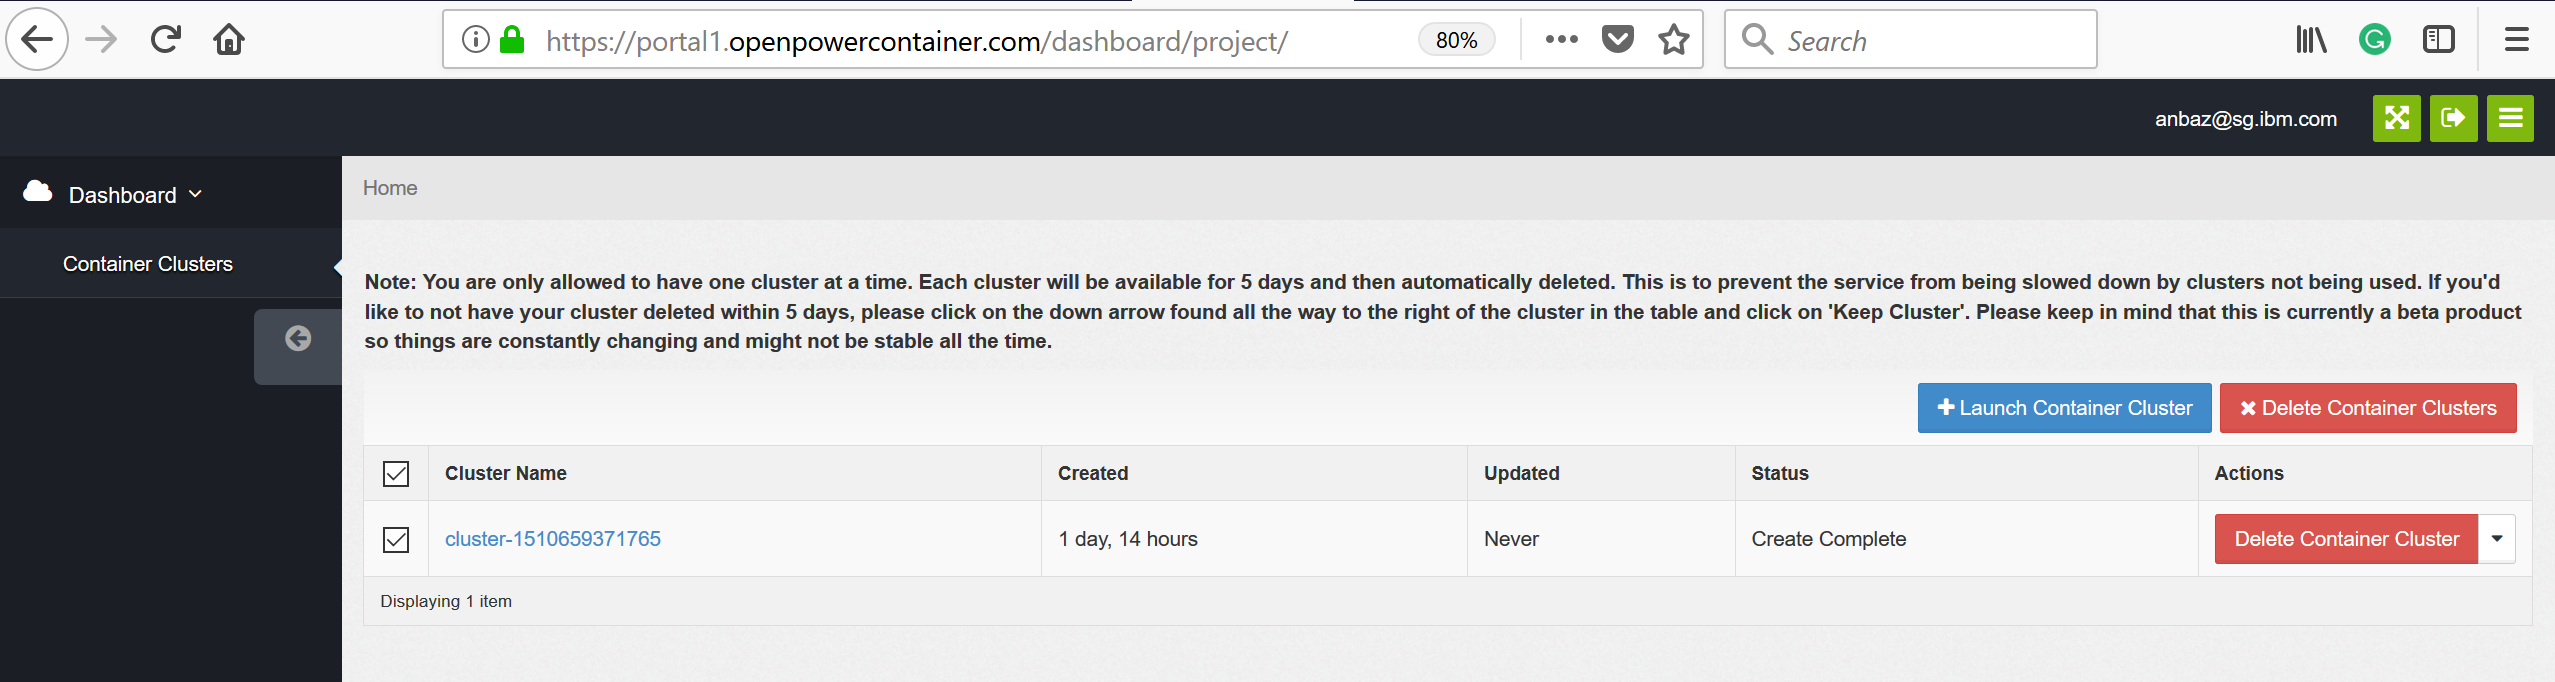 https://portal1.openpowercontainer.com/dashboard/project/
80%
Search
anbaz@sg.ibm.com
Dashboard
Home
Container Clusters
Note: You are only allowed to have one cluster at a time. Each cluster will be available for 5 days and then automatically deleted. This is to prevent the service from being slowed down by clusters not being used. If you'd
like to not have your cluster deleted within 5 days, please click on the down arrow found all the way to the right of the cluster in the table and click on 'Keep Cluster'. Please keep in mind that this is currently a beta product
so things are constantly changing and might not be stable all the time.
Launch Container Cluster
Delete Container Clusters
Cluster Name Created Updated Status Actions
cluster-1510659371765 1 day, 14 hours Never Create Complete Delete Container Cluster
Displaying 1 item